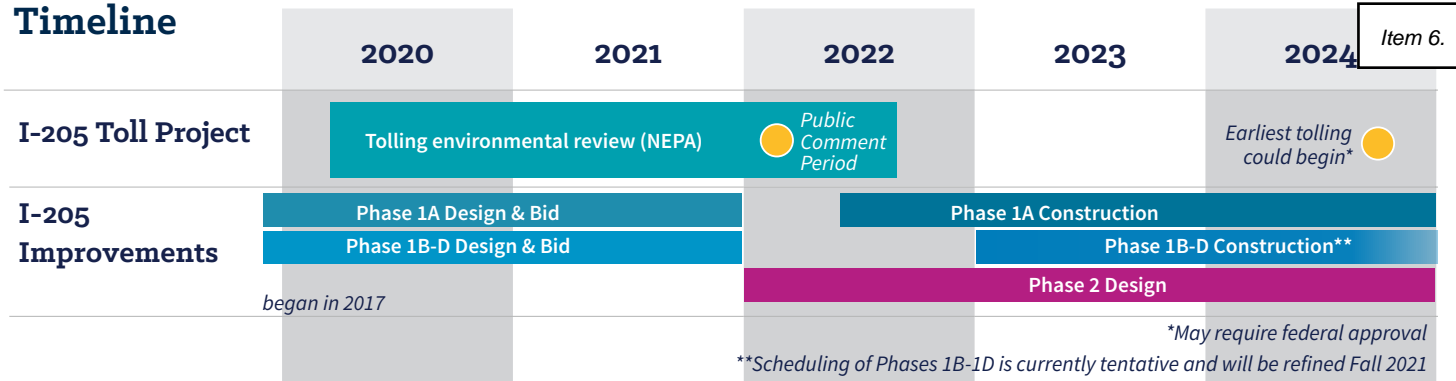 Timeline
Item 6.
2020
2021
2022
2023
2024
I-205 Toll Project
Tolling environmental review (NEPA)
Public
Comment
Period
Earliest tolling
could begin*
I-205
Improvements
Phase 1A Design & Bid
Phase 1A Construction
Phase 1B-D Design & Bid
Phase 1B-D Construction**
Phase 2 Design
began in 2017
*May require federal approval
**Scheduling of Phases 1B-1D is currently tentative and will be refined Fall 2021